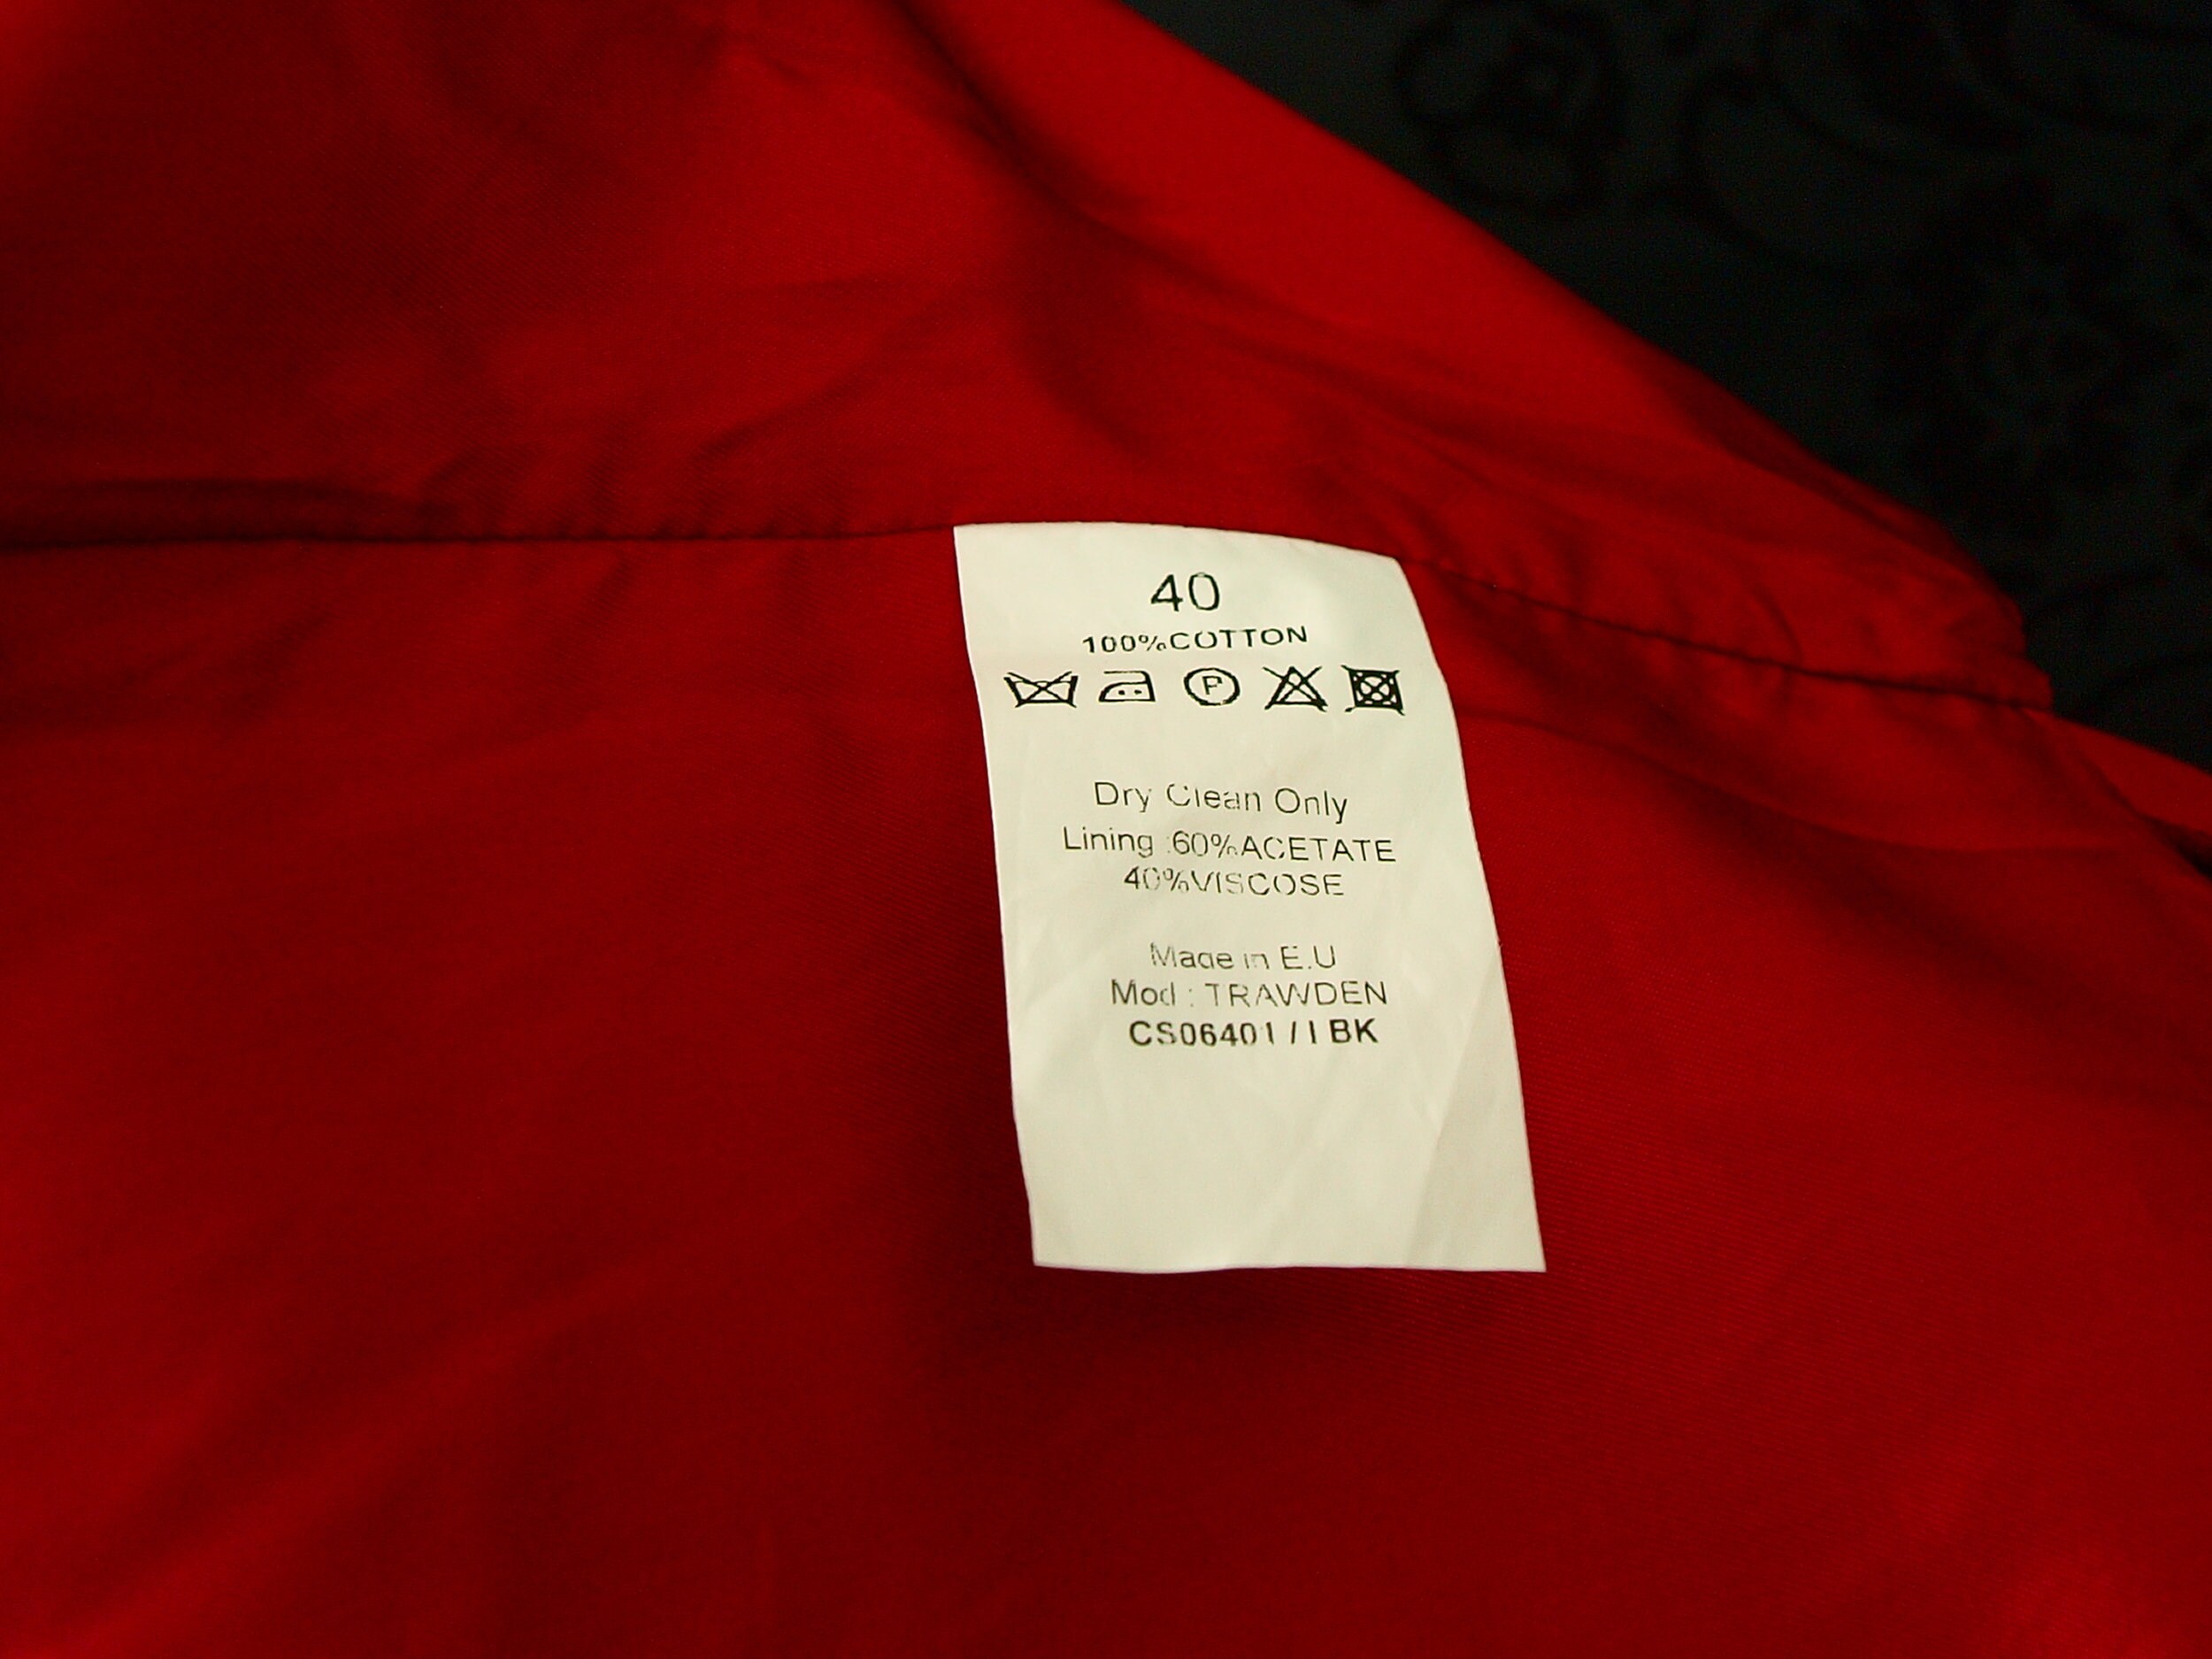 40
100%COTTON
P
Dry Clean Only
Lining :60%ACETATE
40%VISCOSE
Made in E.U
Mod : TRAWDEN
CS06401 / I BK